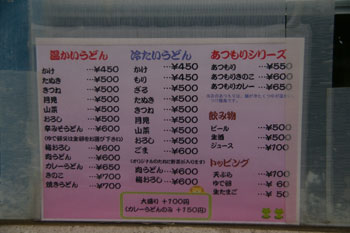 温かいうどん
かけ …¥450
たぬき …¥500
きつね …¥500
月見 …¥500
山菜 …¥500
おろし …¥500
辛みそうどん …¥600
梅おろし …¥600
肉うどん …¥600
カレーうどん …¥650
きのこ …¥700
焼きうどん …¥700
冷たいうどん
かけ …¥450
もり …¥450
ざる …¥500
たぬき …¥500
きつね …¥500
月見 …¥500
山菜 …¥500
おろし …¥500
ごま …¥600
肉うどん …¥600
梅おろし …¥600
あつもりシリーズ
あつもり …¥550
あつもりきのこ …¥600
あつもりカレー …¥650
飲み物
ビール …¥500
生酒 …¥500
ジュース …¥100
トッピング
天ぷら …¥100
ゆで卵 …¥60
生たまご …¥50
大盛り +100円
(カレーうどんのみ +150円)